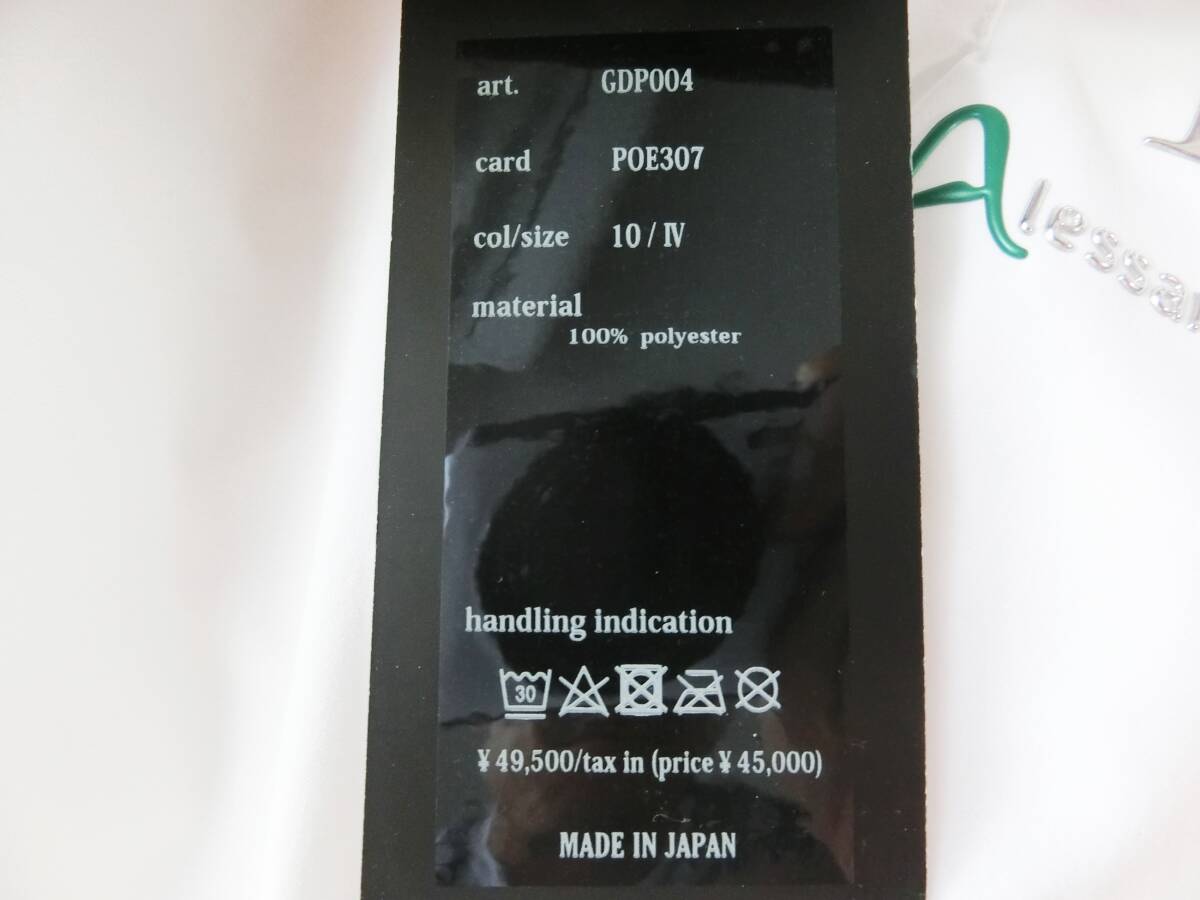 art. GDP004
card POE307
col/size 10 / Ⅳ
material
100% polyester
handling indication
30
¥ 49,500/tax in (price ¥ 45,000)
MADE IN JAPAN